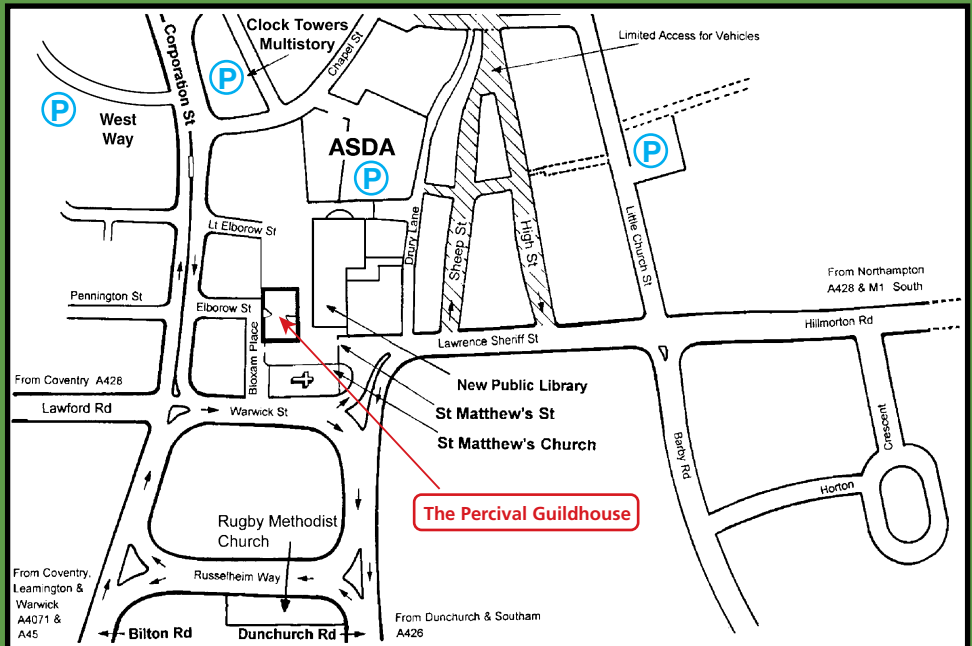 Clock Towers
Multistory
Corporation St
Chapel St
Limited Access for Vehicles
P
P
West
Way
ASDA
P
P
Lt Elborow St
Drury Lane
Sheep St
High St
Little Church St
From Northampton
A428 & M1 South
Pennington St
Elborow St
Bloxam Place
Hillmorton Rd
Lawrence Sheriff St
From Coventry A428
Lawford Rd
Warwick St
New Public Library
St Matthew's St
St Matthew's Church
Barby Rd
Crescent
Horton
The Percival Guildhouse
Rugby Methodist
Church
Russelheim Way
From Coventry,
Leamington &
Warwick
A4071 &
A45
Bilton Rd
Dunchurch Rd
From Dunchurch & Southam
A426